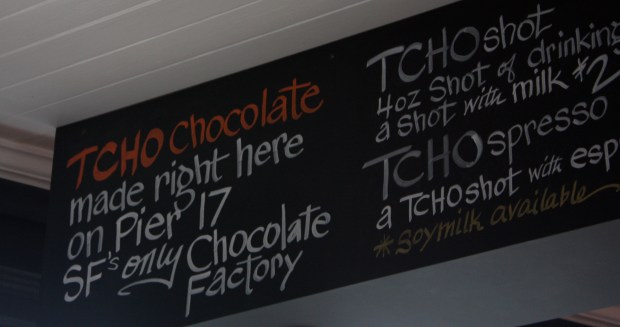 TCHO Chocolate
made right here
on Pier 17
SF's only Chocolate
Factory
TCHOshot
4oz Shot of drinking
a shot with milk $2
TCHOspresso
a TCHOshot with esp
*Soymilk available